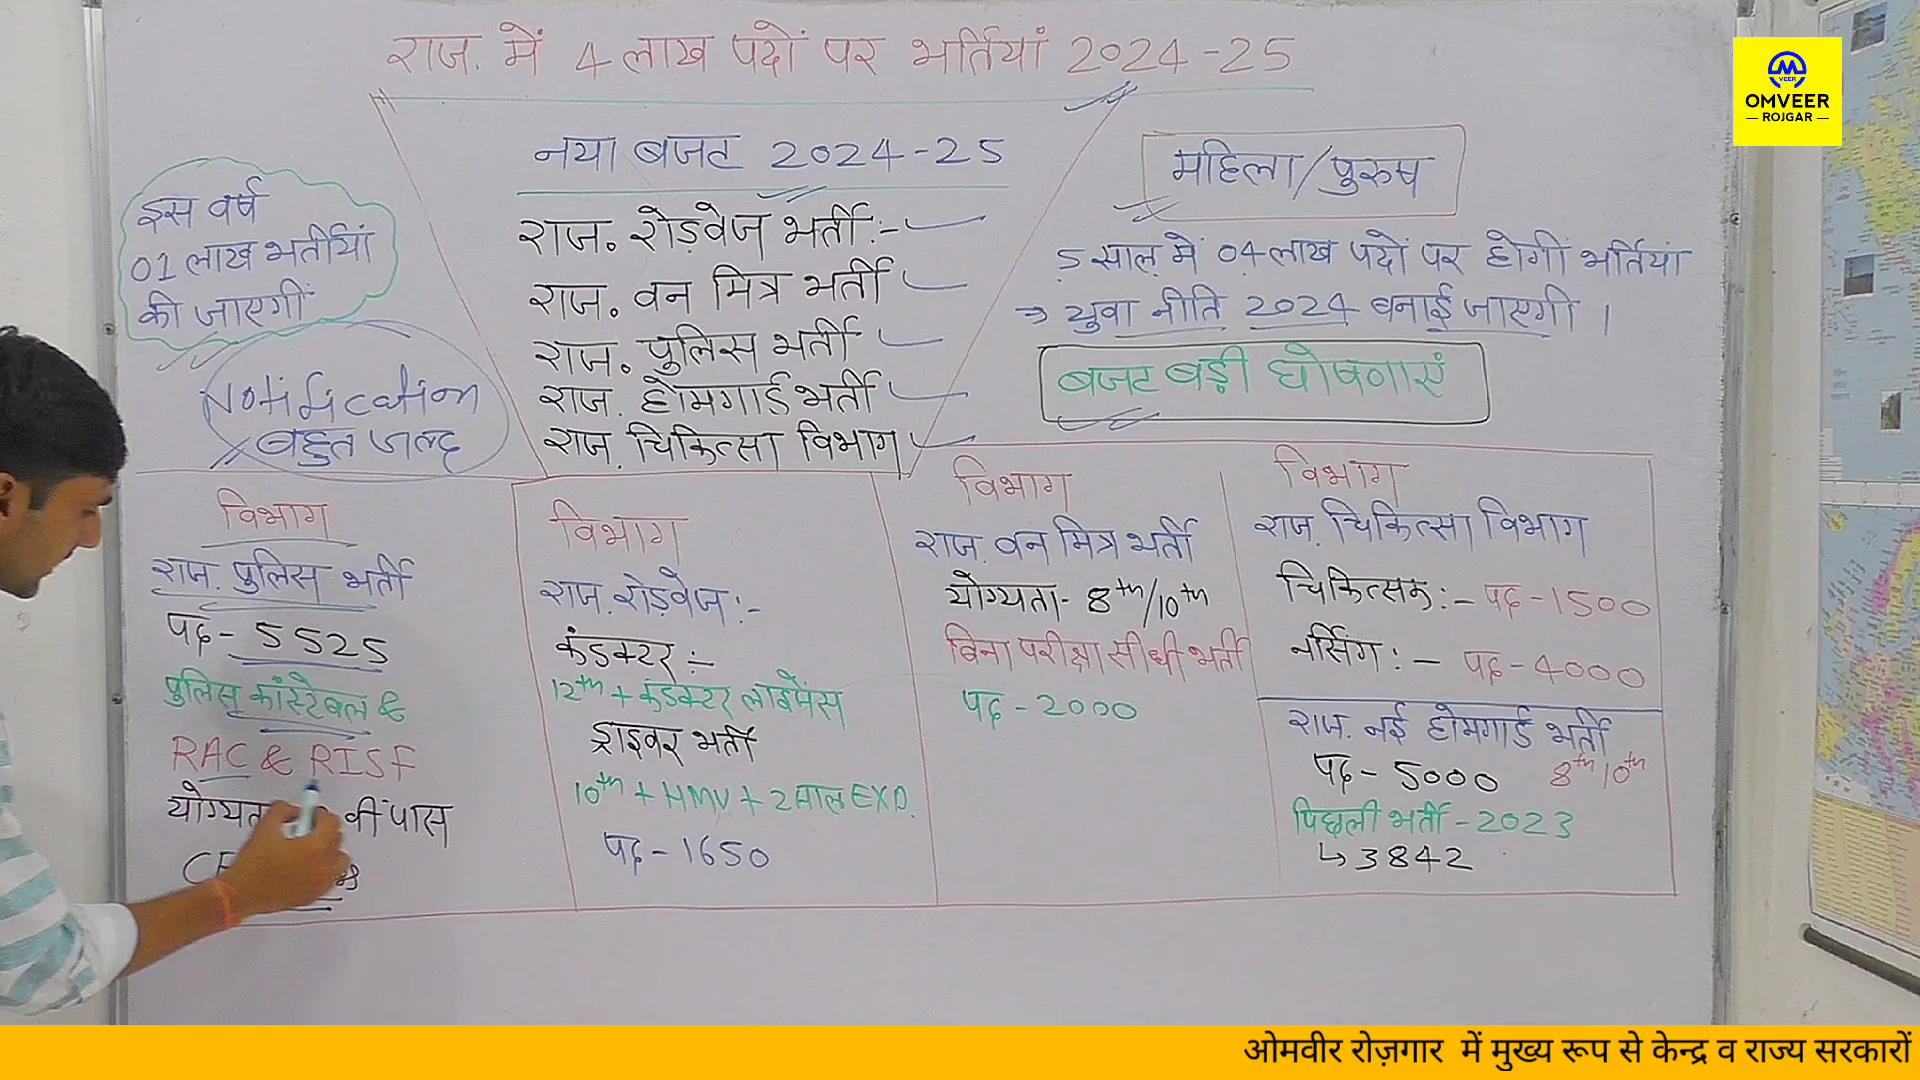 राज. में 4 लाख पदों पर भर्तियां 2024-25
नया बजट 2024-25
राज. रोड़वेज भर्ती:-
राज. वन मित्र भर्ती
राज. पुलिस भर्ती
राज. होमगार्ड भर्ती
राज. चिकित्सा विभाग
इस वर्ष
01 लाख भर्तीयां
की जाएगीं
Notification
बहुत जल्द
महिला/पुरुष
5 साल में 04 लाख पदों पर होगी भर्तियां
→ युवा नीति 2024 बनाई जाएगी ।
बजट बड़ी घोषणाएं
विभाग
राज. पुलिस भर्ती
पद - 5525
पुलिस कांस्टेबल &
RAC & RISF
वीं पास
विभाग
राज. रोड़वेज :-
कंडक्टर :-
12th + कंडक्टर लाइसेंस
ड्राइवर भर्ती
10th + HMV + 2 साल EXP.
पद - 1650
विभाग
राज. वन मित्र भर्ती
योग्यता - 8th/10th
बिना परीक्षा सीधी भर्ती
पद - 2000
विभाग
राज. चिकित्सा विभाग
चिकित्सक :- पद - 1500
नर्सिंग :- पद - 4000
राज. नई होमगार्ड भर्ती
पद - 5000 8th 10th
पिछली भर्ती - 2023
↳ 3842
VEER
OMVEER
— ROJGAR —
ओमवीर रोज़गार में मुख्य रूप से केन्द्र व राज्य सरकारों